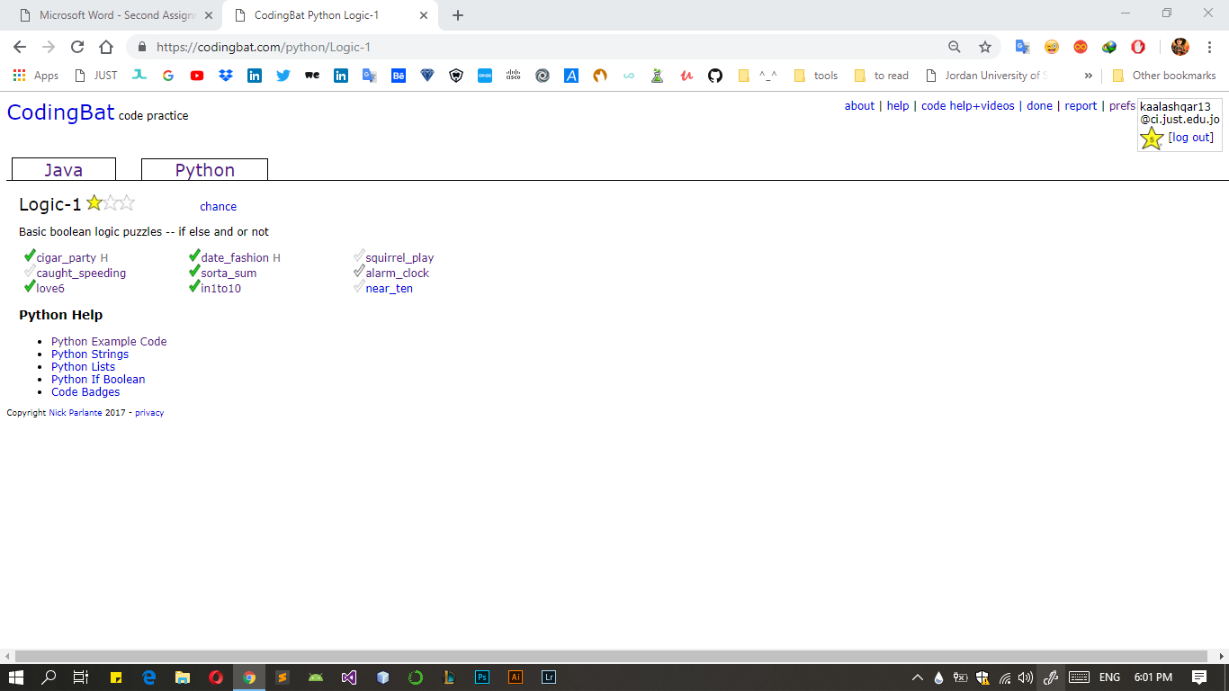 Microsoft Word - Second Assign
CodingBat Python Logic-1
https://codingbat.com/python/Logic-1
Apps
JUST
^_^
tools
to read
Jordan University of S
»
Other bookmarks
CodingBat code practice
about | help | code help+videos | done | report | prefs
kaalashqar13
@ci.just.edu.jo
[log out]
Java
Python
Logic-1
chance
Basic boolean logic puzzles -- if else and or not
cigar_party H
date_fashion H
squirrel_play
caught_speeding
sorta_sum
alarm_clock
love6
in1to10
near_ten
Python Help
Python Example Code
Python Strings
Python Lists
Python If Boolean
Code Badges
Copyright Nick Parlante 2017 - privacy
Ps
Ai
Lr
ENG
6:01 PM